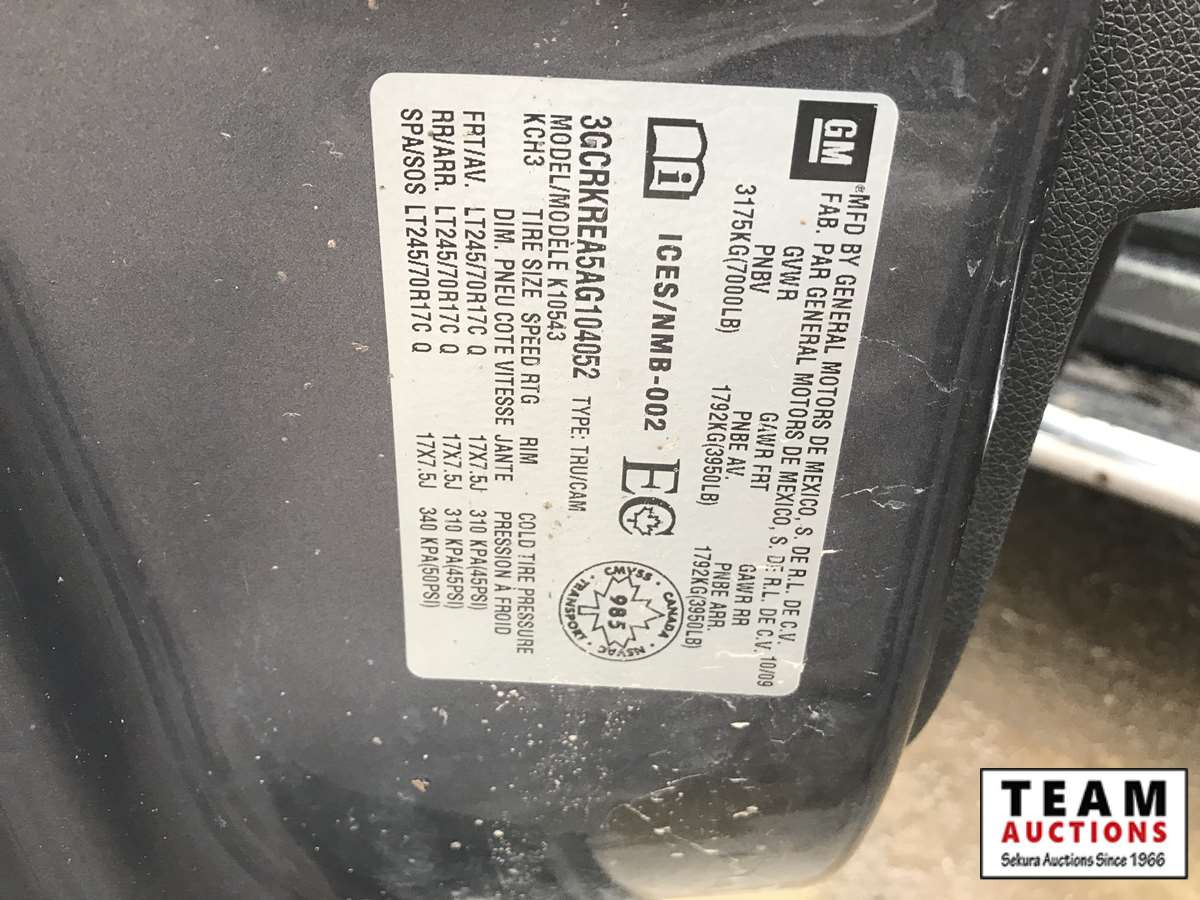 GM ®MFD BY GENERAL MOTORS DE MEXICO, S. DE R.L. DE C.V.
FAB. PAR GENERAL MOTORS DE MEXICO, S. DE R.L. DE C.V. 10/09
GVWR GAWR FRT GAWR RR
PNBV PNBE AV. PNBE ARR.
3175KG(7000LB) 1792KG(3950LB) 1792KG(3950LB)
i ICES/NMB-002 EC
CMVSS · CANADA · NSVAC · TRANSPORT ·
985
3GCRKREA5AG104052 TYPE: TRU/CAM
MODEL/MODÈLE K10543
KCH3 TIRE SIZE SPEED RTG RIM COLD TIRE PRESSURE
DIM. PNEU COTE VITESSE JANTE PRESSION À FROID
FRT/AV. LT245/70R17C Q 17X7.5J 310 KPA(45PSI)
RR/ARR. LT245/70R17C Q 17X7.5J 310 KPA(45PSI)
SPA/SOS LT245/70R17C Q 17X7.5J 340 KPA(50PSI)
TEAM
AUCTIONS
Sekura Auctions Since 1966